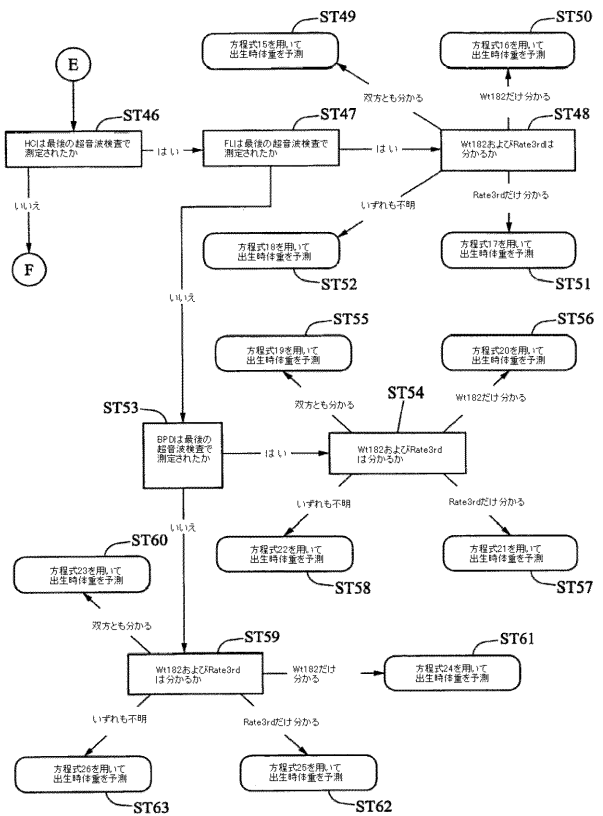 ST49
方程式15を用いて
出生時体重を予測
ST50
方程式16を用いて
出生時体重を予測
E
双方とも分かる
Wt182だけ分かる
ST46
HCは最後の超音波検査で
測定されたか
はい
ST47
FLは最後の超音波検査で
測定されたか
はい
ST48
Wt182およびRate3rdは
分かるか
いいえ
F
いずれも不明
Rate3rdだけ分かる
方程式18を用いて
出生時体重を予測
ST52
方程式17を用いて
出生時体重を予測
ST51
いいえ
ST55
方程式19を用いて
出生時体重を予測
ST56
方程式20を用いて
出生時体重を予測
双方とも分かる
Wt182だけ分かる
ST53
BPDは最後の
超音波検査で
測定されたか
はい
ST54
Wt182およびRate3rd
は分かるか
いずれも不明
Rate3rdだけ分かる
いいえ
方程式22を用いて
出生時体重を予測
ST58
方程式21を用いて
出生時体重を予測
ST57
ST60
方程式23を用いて
出生時体重を予測
双方とも分かる
ST59
Wt182およびRate3rd
は分かるか
Wt182だけ
分かる
ST61
方程式24を用いて
出生時体重を予測
いずれも不明
Rate3rdだけ分かる
方程式26を用いて
出生時体重を予測
ST63
方程式25を用いて
出生時体重を予測
ST62